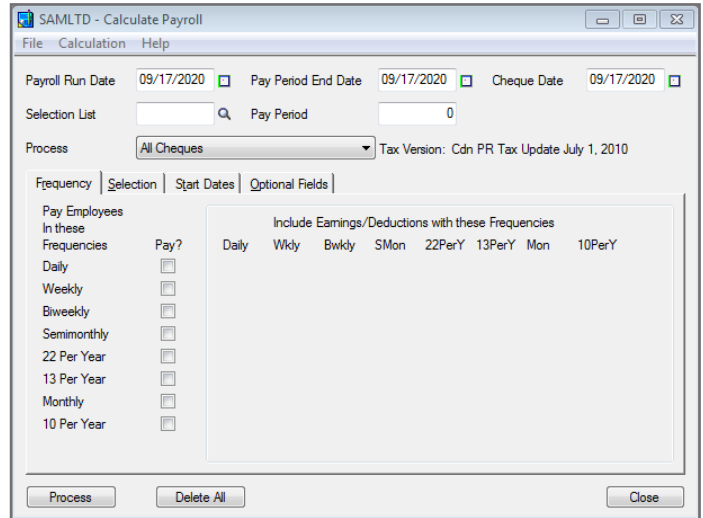 SAMLTD - Calculate Payroll
File Calculation Help
Payroll Run Date 09/17/2020 Pay Period End Date 09/17/2020 Cheque Date 09/17/2020
Selection List Pay Period 0
Process All Cheques Tax Version: Cdn PR Tax Update July 1, 2010
Frequency Selection Start Dates Optional Fields
Pay Employees
In these
Frequencies Pay?
Include Earnings/Deductions with these Frequencies
Daily Wkly Bwkly SMon 22PerY 13PerY Mon 10PerY
Daily
Weekly
Biweekly
Semimonthly
22 Per Year
13 Per Year
Monthly
10 Per Year
Process Delete All Close